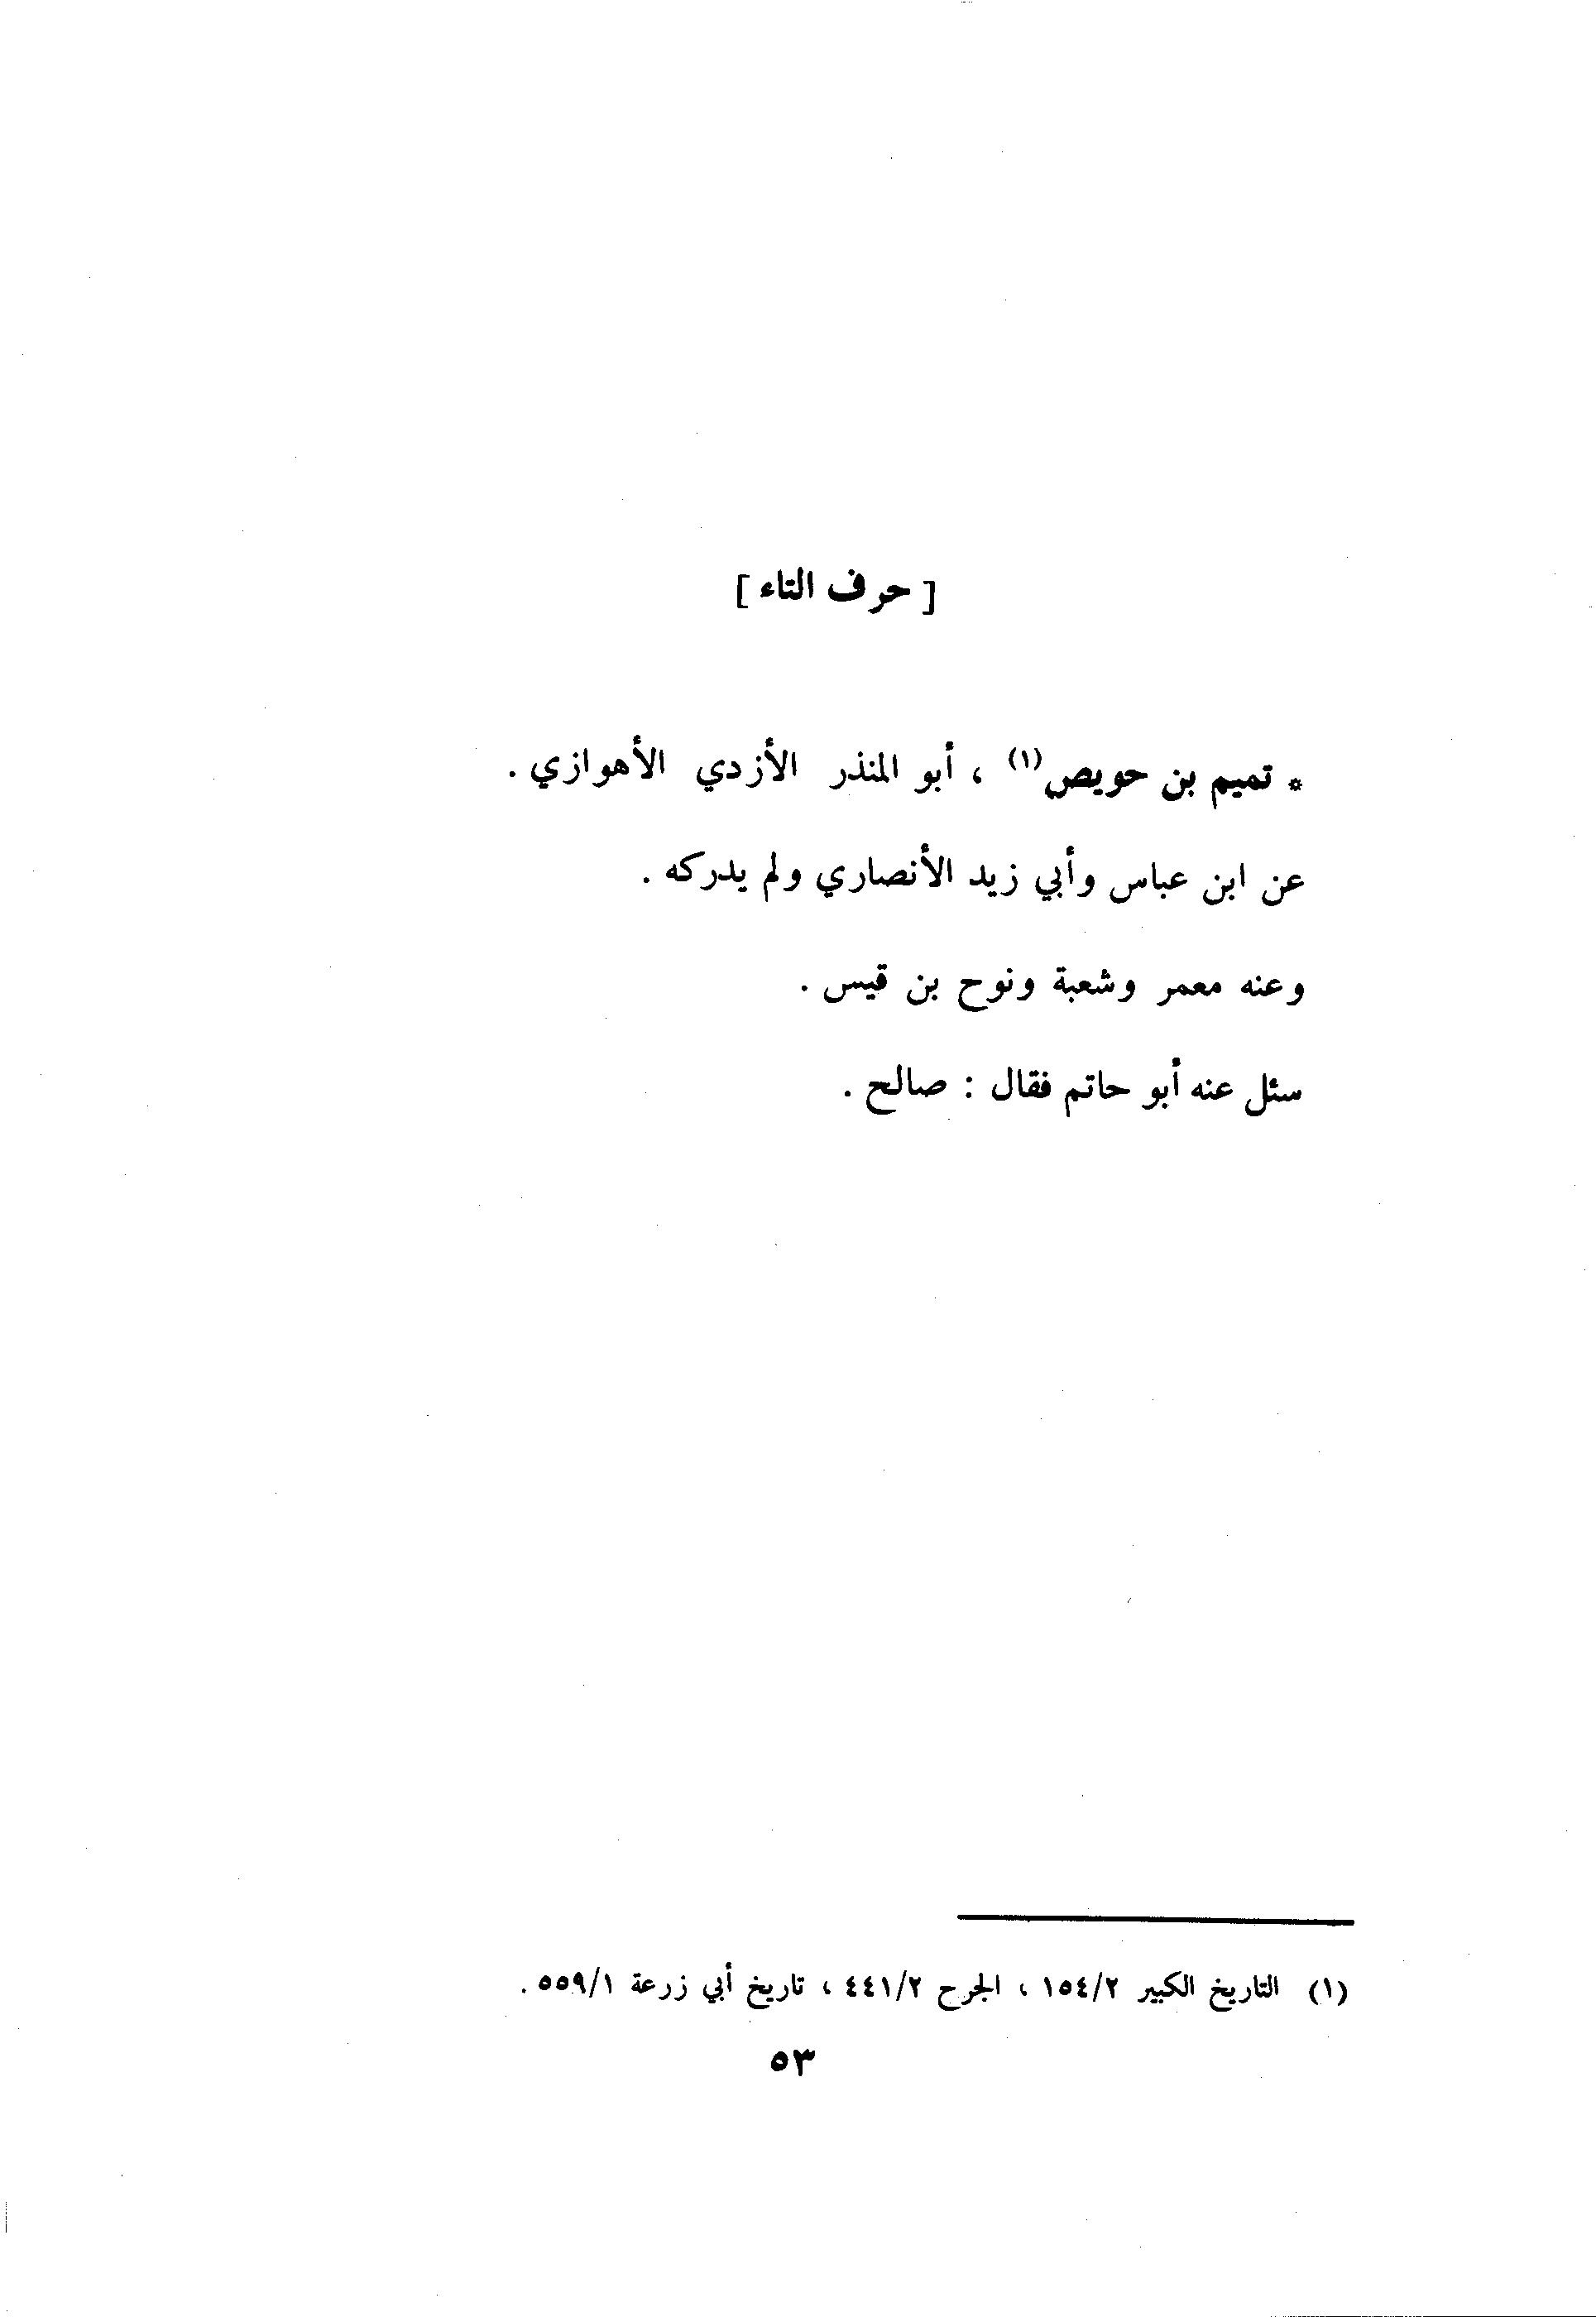 [ حرف التاء ]
* تميم بن حويص(١) ، أبو المنذر الأزدي الأهوازي .
عن ابن عباس وأبي زيد الأنصاري ولم يدركه .
وعنه معمر وشعبة ونوح بن قيس .
سئل عنه أبو حاتم فقال : صالح .
(١) التاريخ الكبير ١٥٤/٢ ، الجرح ٤٤١/٢ ، تاريخ أبي زرعة ٥٥٩/١ .
٥٣